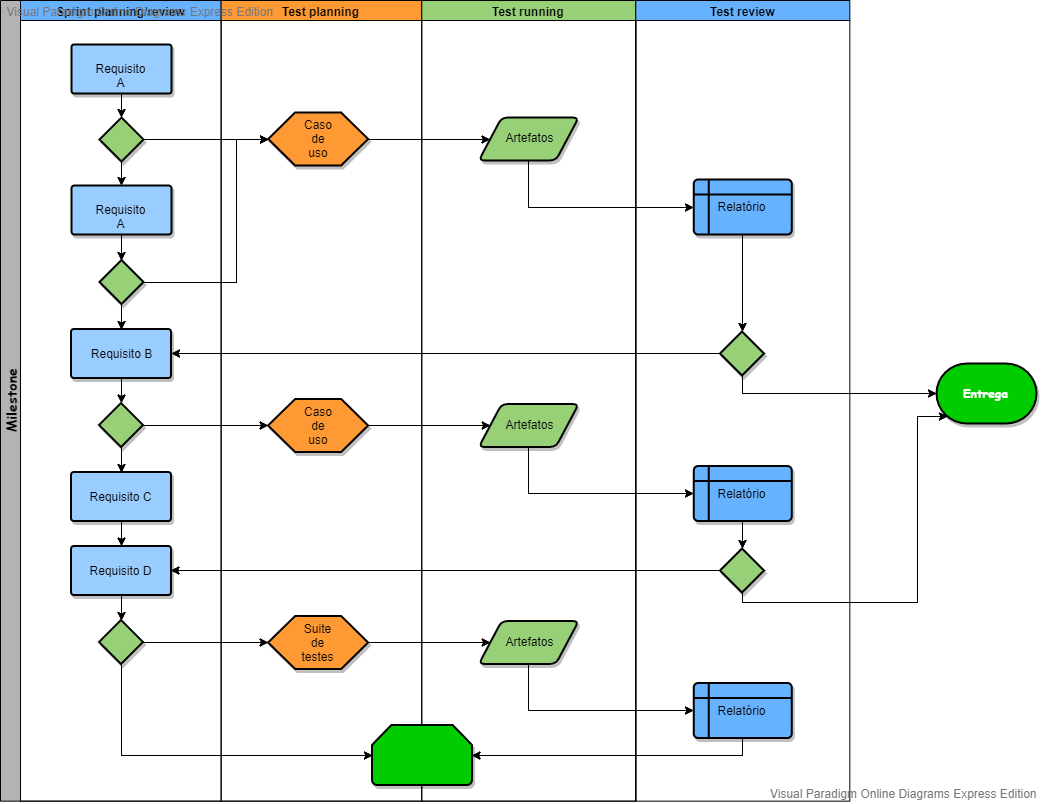 Visual Paradigm Online Diagrams Express Edition
Sprint planning review
Test planning
Test running
Test review
Milestone
Requisito
A
Caso
de
uso
Artefatos
Requisito
A
Relatório
Requisito B
Entrega
Caso
de
uso
Artefatos
Requisito C
Relatório
Requisito D
Suite
de
testes
Artefatos
Relatório
Visual Paradigm Online Diagrams Express Edition